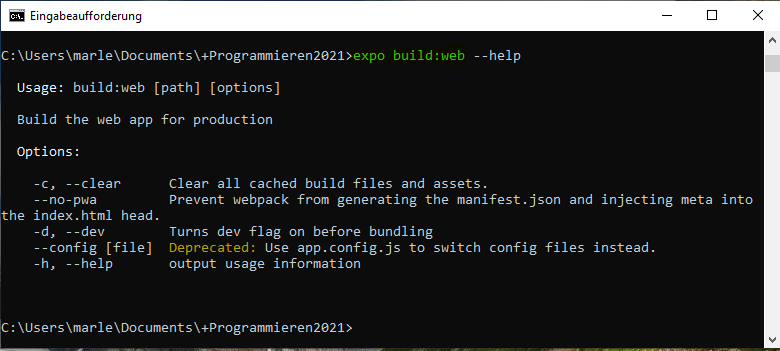 Eingabeaufforderung
C:\Users\marle\Documents\+Programmieren2021>expo build:web --help
Usage: build:web [path] [options]
Build the web app for production
Options:
-c, --clear Clear all cached build files and assets.
--no-pwa Prevent webpack from generating the manifest.json and injecting meta into
the index.html head.
-d, --dev Turns dev flag on before bundling
--config [file] Deprecated: Use app.config.js to switch config files instead.
-h, --help output usage information
C:\Users\marle\Documents\+Programmieren2021>